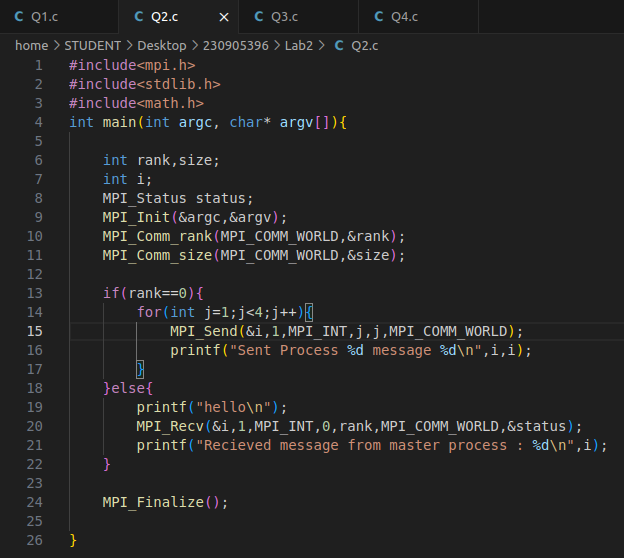 C Q1.c C Q2.c × C Q3.c C Q4.c
home > STUDENT > Desktop > 230905396 > Lab2 > C Q2.c
1 #include<mpi.h>
2 #include<stdlib.h>
3 #include<math.h>
4 int main(int argc, char* argv[]){
5
6     int rank,size;
7     int i;
8     MPI_Status status;
9     MPI_Init(&argc,&argv);
10     MPI_Comm_rank(MPI_COMM_WORLD,&rank);
11     MPI_Comm_size(MPI_COMM_WORLD,&size);
12
13     if(rank==0){
14         for(int j=1;j<4;j++){
15             MPI_Send(&i,1,MPI_INT,j,j,MPI_COMM_WORLD);
16             printf("Sent Process %d message %d\n",i,i);
17         }
18     }else{
19         printf("hello\n");
20         MPI_Recv(&i,1,MPI_INT,0,rank,MPI_COMM_WORLD,&status);
21         printf("Recieved message from master process : %d\n",i);
22     }
23
24     MPI_Finalize();
25
26 }